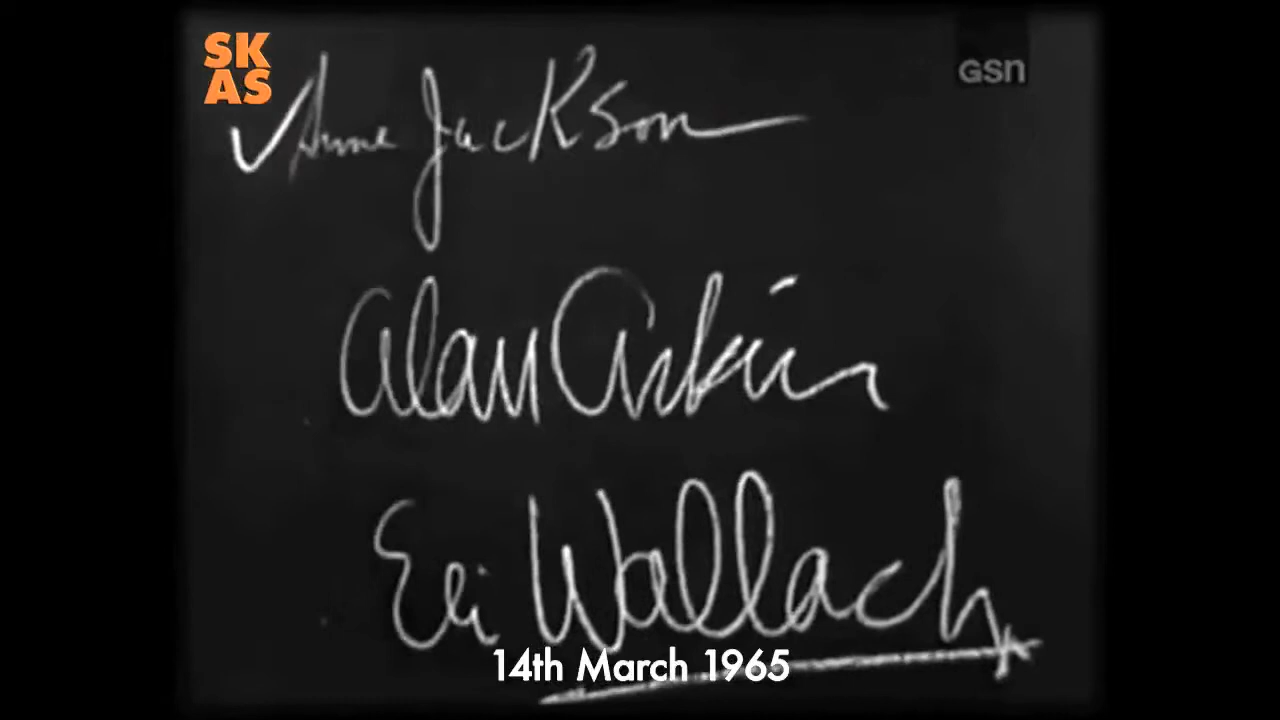 SK
AS
GSN
Anne Jackson
Alan Arkin
Eli Wallach
14th March 1965